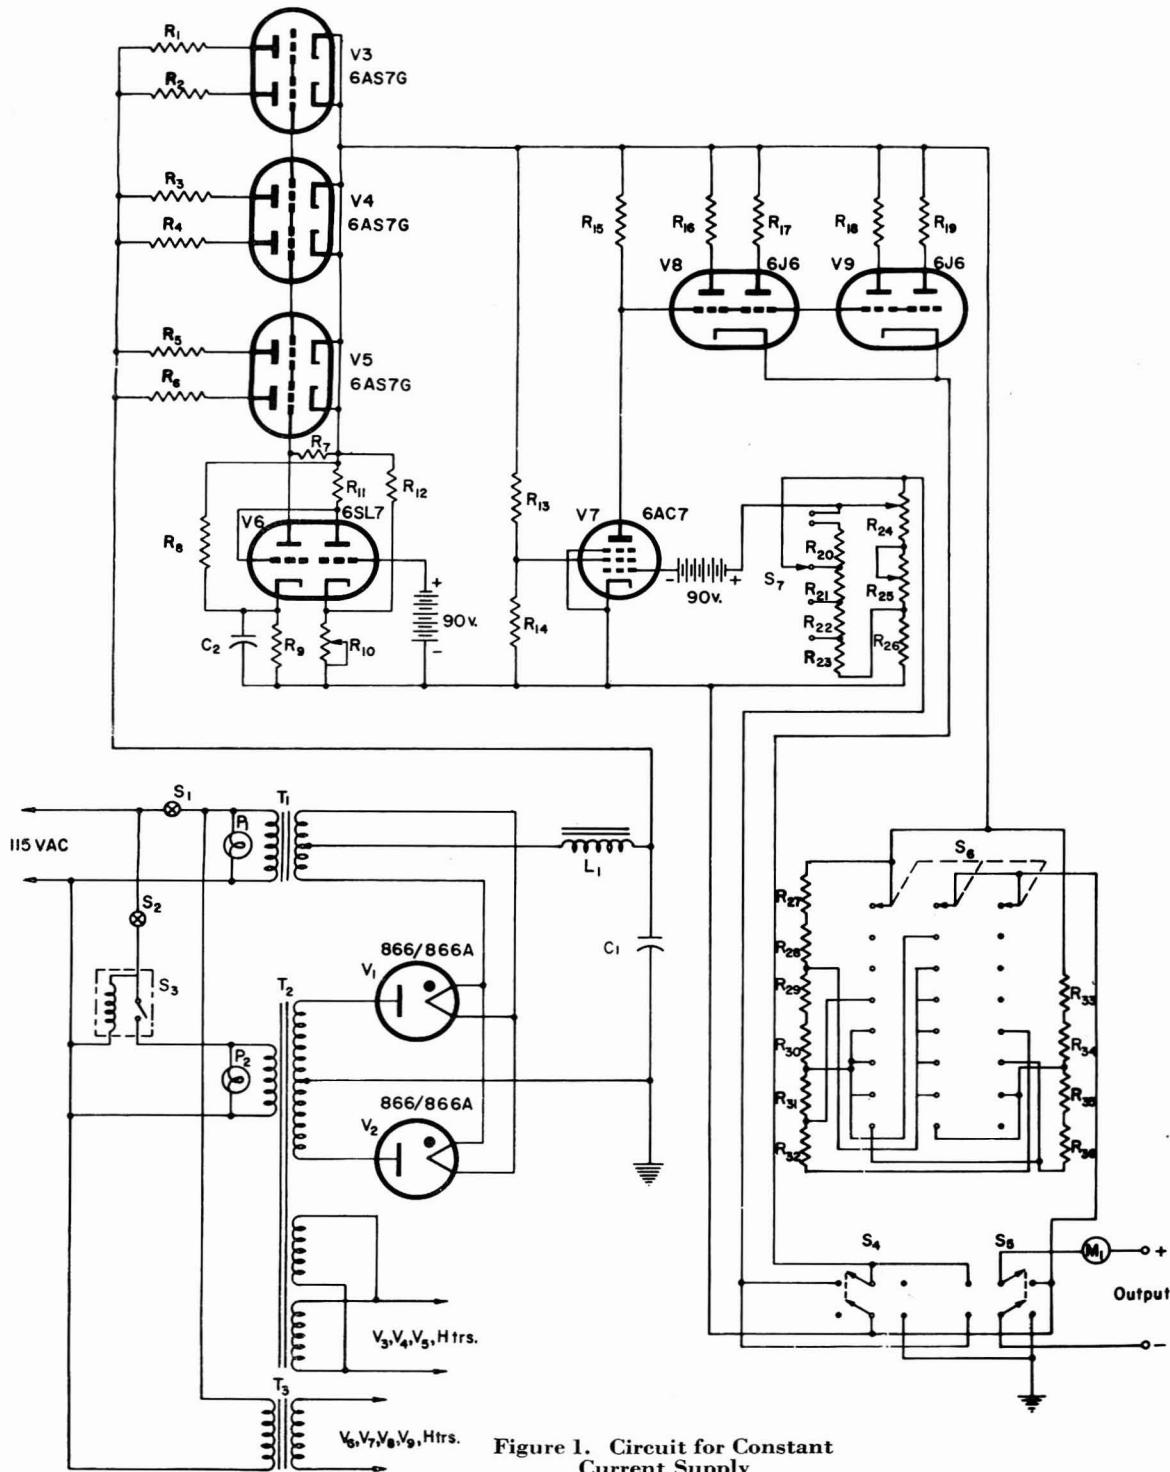 R1
R2
V3
6AS7G
R3
R4
V4
6AS7G
R5
R6
V5
6AS7G
R7
R8
R11
R12
V6
6SL7
C2
R9
R10
+
90v.
-
R13
R14
R15
R16
R17
R18
R19
V8
6J6
V9
6J6
V7
6AC7
- +
90v.
S7
R20
R21
R22
R23
R24
R25
R26
115 VAC
S1
P1
T1
S2
S3
P2
T2
L1
C1
866/866A
V1
866/866A
V2
V3,V4,V5,Htrs.
T3
V6,V7,V8,V9,Htrs.
S6
R27
R28
R29
R30
R31
R32
R33
R34
R35
R36
S4
S5
M1
+
Output
-
Figure 1. Circuit for Constant
Current Supply